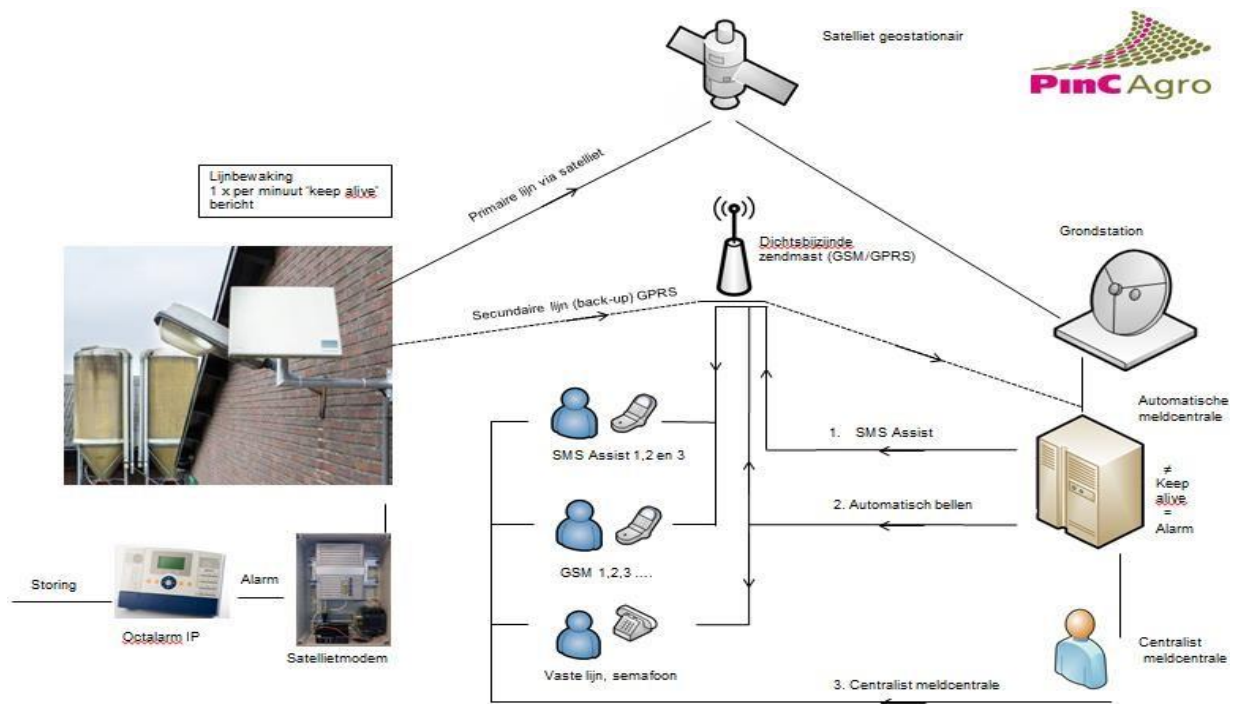 Satelliet geostationair
PinC Agro
Lijnbewaking
1 x per minuut “keep alive”
bericht
Primaire lijn via satelliet
Dichtsbijzijnde
zendmast (GSM/GPRS)
Grondstation
Secundaire lijn (back-up) GPRS
Automatische
meldcentrale
1. SMS Assist
SMS Assist 1,2 en 3
≠
Keep
alive
=
Alarm
2. Automatisch bellen
GSM 1,2,3 ....
Storing
Alarm
Octalarm IP
Satellietmodem
Vaste lijn, semafoon
Centralist
meldcentrale
3. Centralist meldcentrale